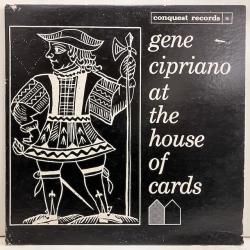 conquest records
gene
cipriano
at
the
house
of
cards